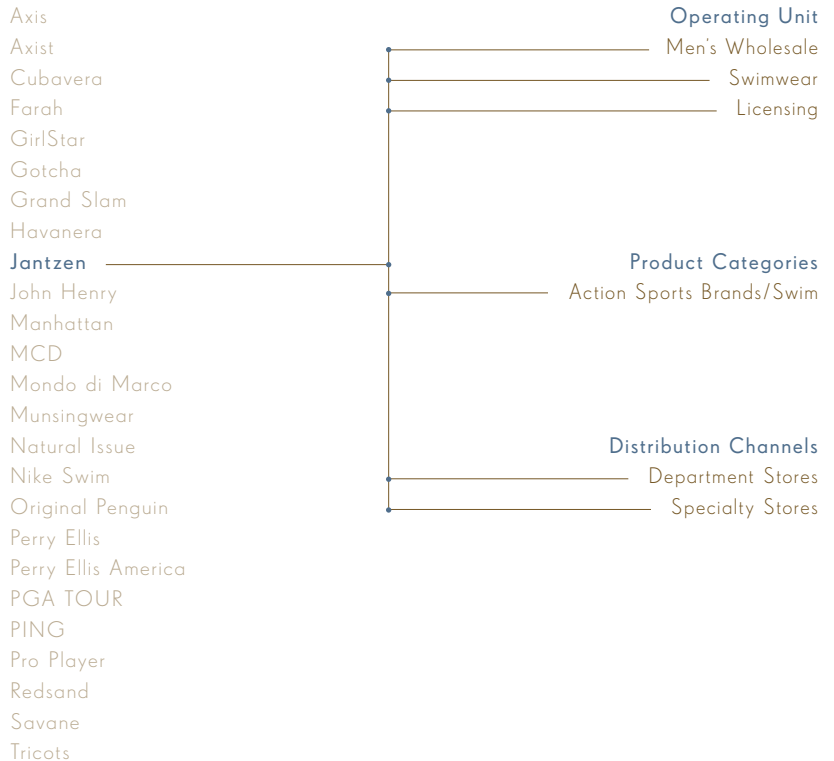 Axis
Axist
Cubavera
Farah
GirlStar
Gotcha
Grand Slam
Havanera
Jantzen
John Henry
Manhattan
MCD
Mondo di Marco
Munsingwear
Natural Issue
Nike Swim
Original Penguin
Perry Ellis
Perry Ellis America
PGA TOUR
PING
Pro Player
Redsand
Savane
Tricots
Operating Unit
Men's Wholesale
Swimwear
Licensing
Product Categories
Action Sports Brands/Swim
Distribution Channels
Department Stores
Specialty Stores